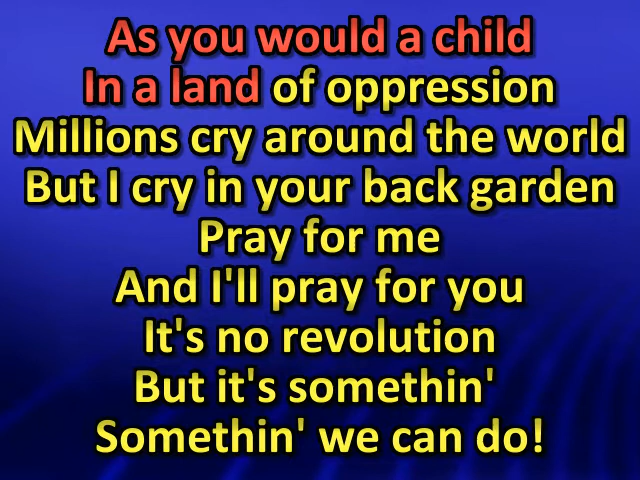 As you would a child
In a land of oppression
Millions cry around the world
But I cry in your back garden
Pray for me
And I'll pray for you
It's no revolution
But it's somethin'
Somethin' we can do!